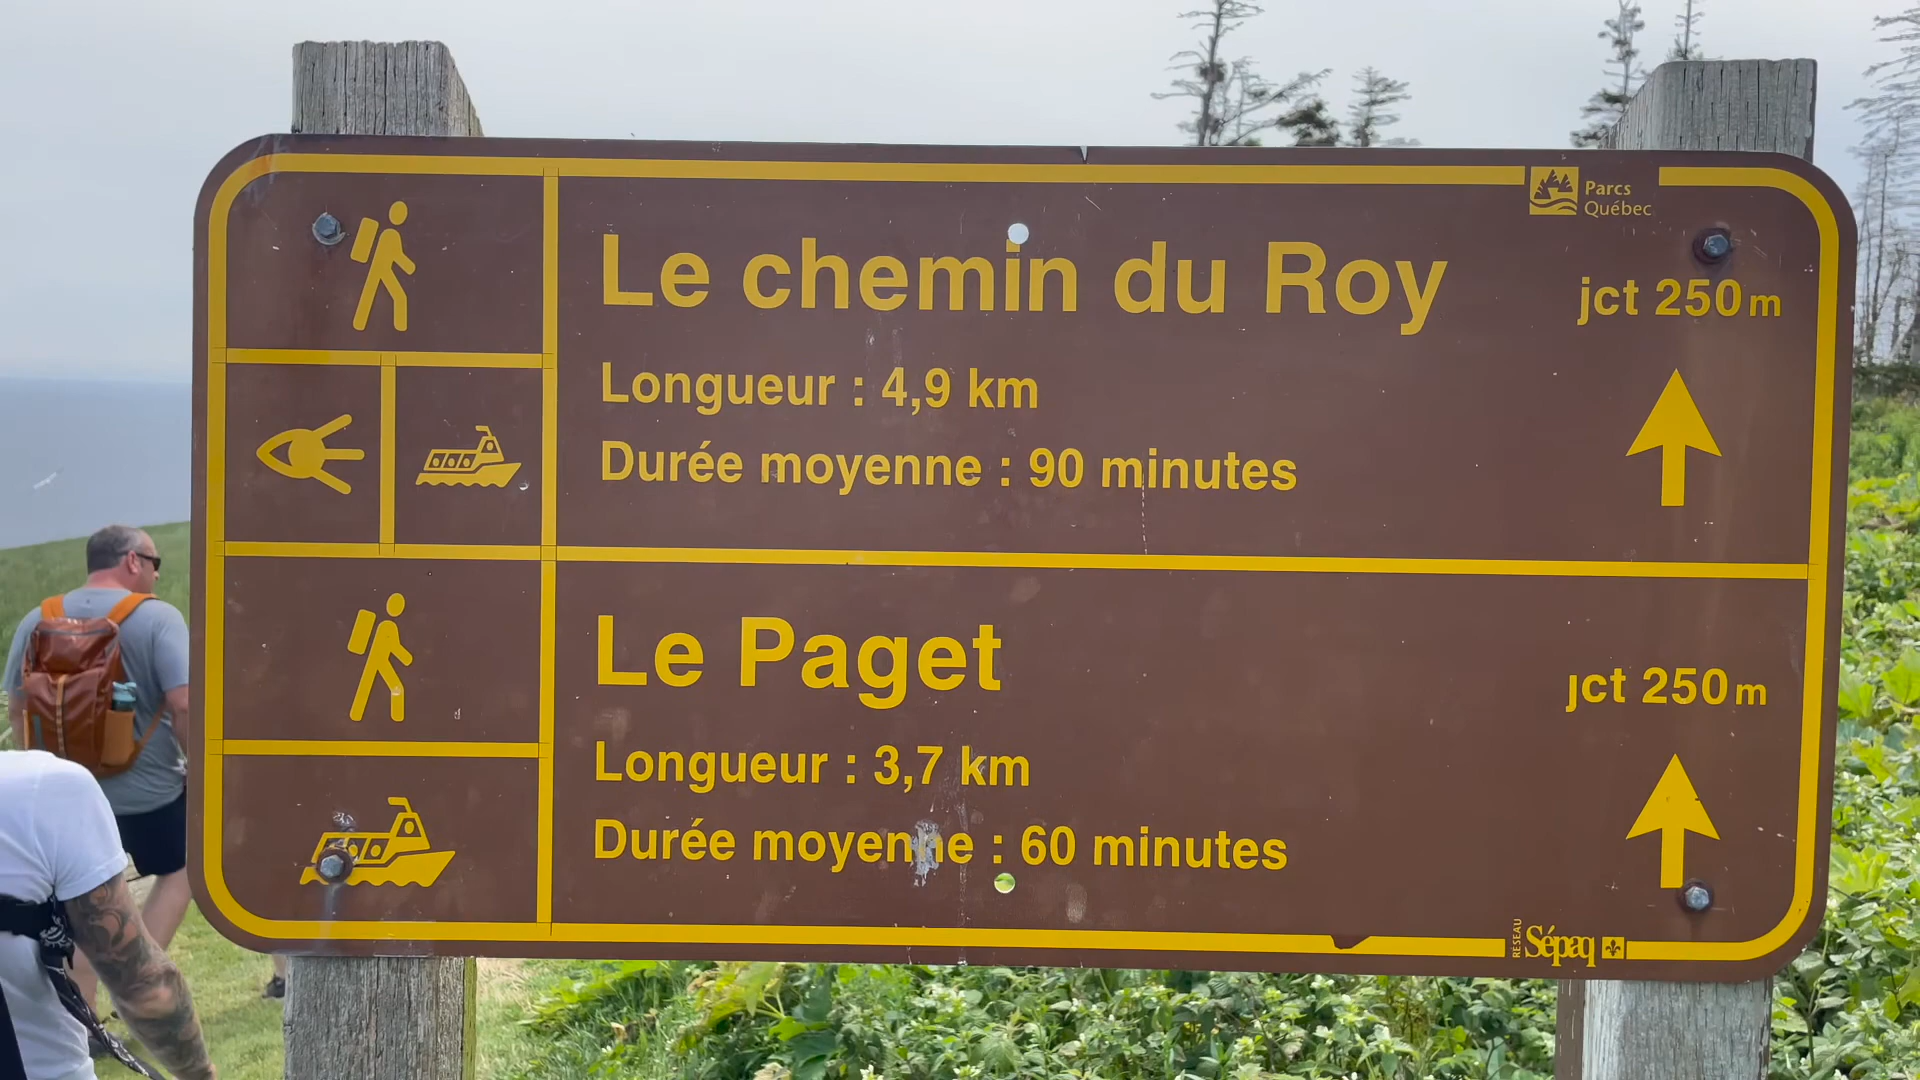 Parcs
Québec
Le chemin du Roy
jct 250 m
Longueur : 4,9 km
Durée moyenne : 90 minutes
Le Paget
jct 250 m
Longueur : 3,7 km
Durée moyenne : 60 minutes
RÉSEAU
Sépaq